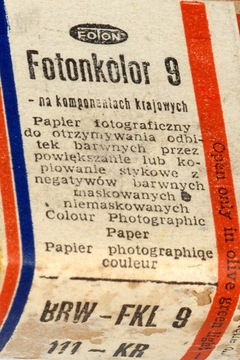 FOTON
Fotonkolor 9
- na komponentach krajowych
Papier fotograficzny
do otrzymywania odbi-
tek barwnych przez
powiększanie lub ko-
piowanie stykowe z
negatywów barwnych
maskowanych i
niemaskowanych
Colour Photographic
Paper
Papier photographique
couleur
BRW-FKL 9
111-KR
Open only in olive green light